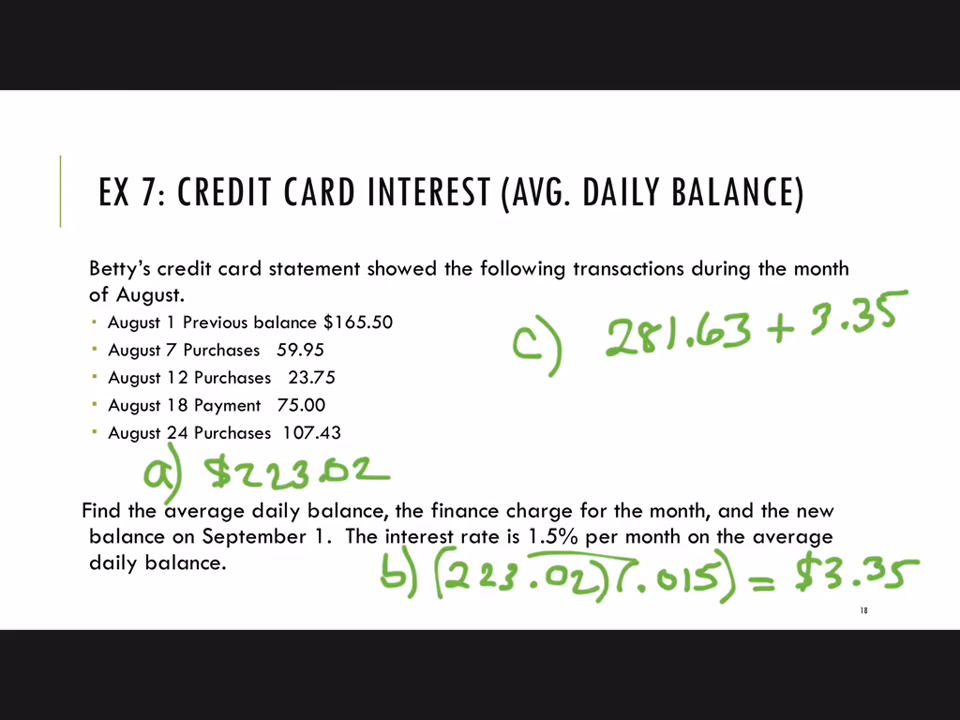 EX 7: CREDIT CARD INTEREST (AVG. DAILY BALANCE)
Betty's credit card statement showed the following transactions during the month
of August.
August 1 Previous balance $165.50
August 7 Purchases 59.95
August 12 Purchases 23.75
August 18 Payment 75.00
August 24 Purchases 107.43
c) 281.63 + 3.35
a) $223.02
Find the average daily balance, the finance charge for the month, and the new
balance on September 1. The interest rate is 1.5% per month on the average
daily balance.
b) (223.02)(.015) = $3.35
18